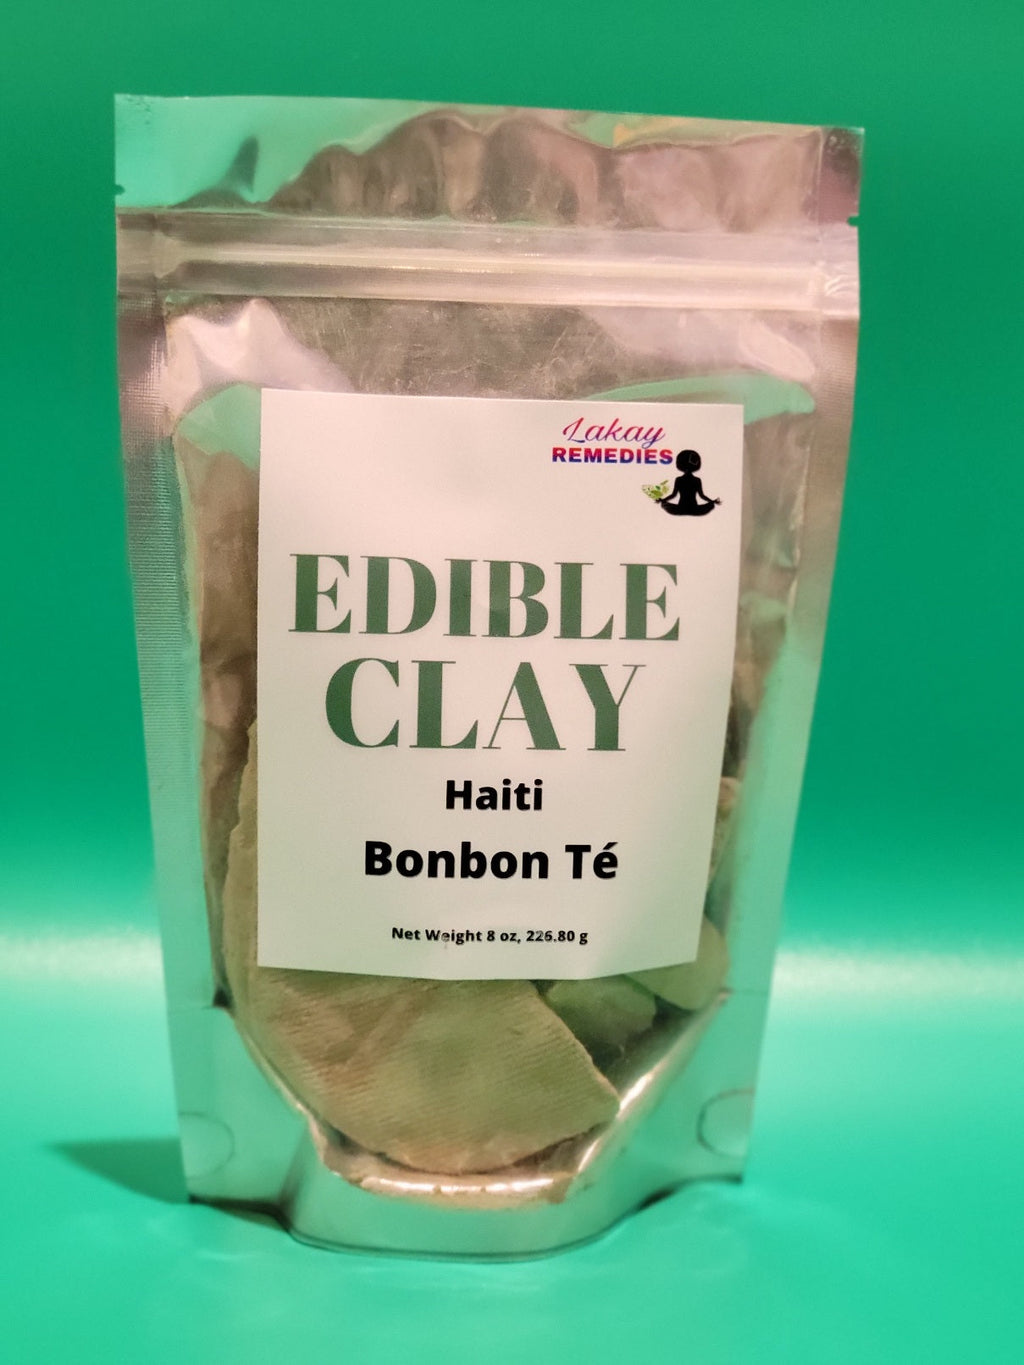 Lakay
REMEDIES
EDIBLE
CLAY
Haiti
Bonbon Té
Net Weight 8 oz, 226.80 g